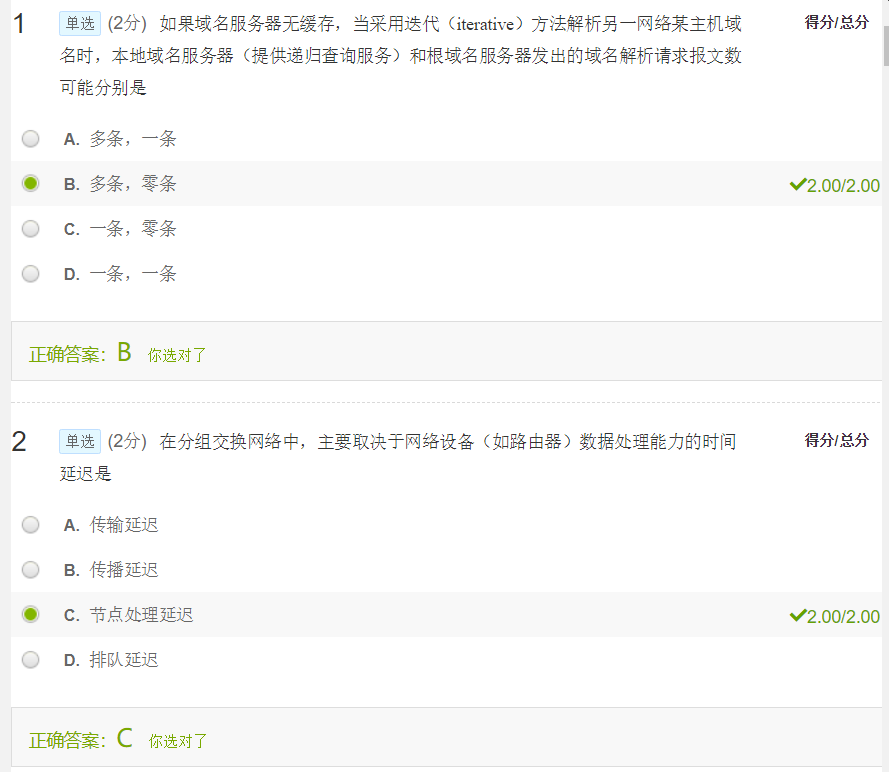 1 单选 (2分) 如果域名服务器无缓存，当采用迭代（iterative）方法解析另一网络某主机域 得分/总分
名时，本地域名服务器（提供递归查询服务）和根域名服务器发出的域名解析请求报文数
可能分别是
A. 多条，一条
B. 多条，零条 2.00/2.00
C. 一条，零条
D. 一条，一条
正确答案：B 你选对了
2 单选 (2分) 在分组交换网络中，主要取决于网络设备（如路由器）数据处理能力的时间 得分/总分
延迟是
A. 传输延迟
B. 传播延迟
C. 节点处理延迟 2.00/2.00
D. 排队延迟
正确答案：C 你选对了